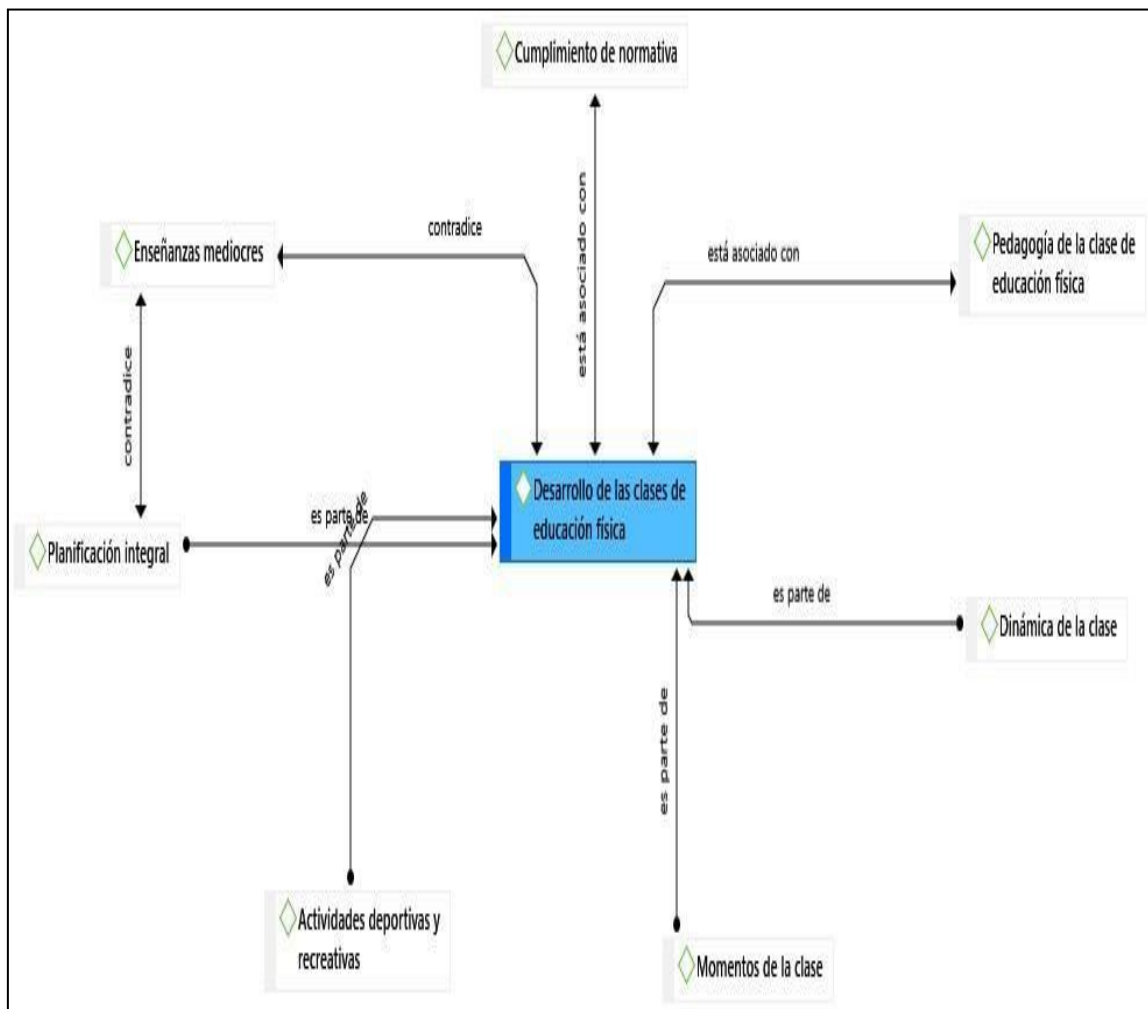 Cumplimiento de normativa
está asociado con
contradice
Enseñanzas mediocres
está asociado con
Pedagogía de la clase de
educación física
contradice
Desarrollo de las clases de
educación física
es parte de
es parte de
Planificación integral
es parte de
Dinámica de la clase
es parte de
Actividades deportivas y
recreativas
Momentos de la clase